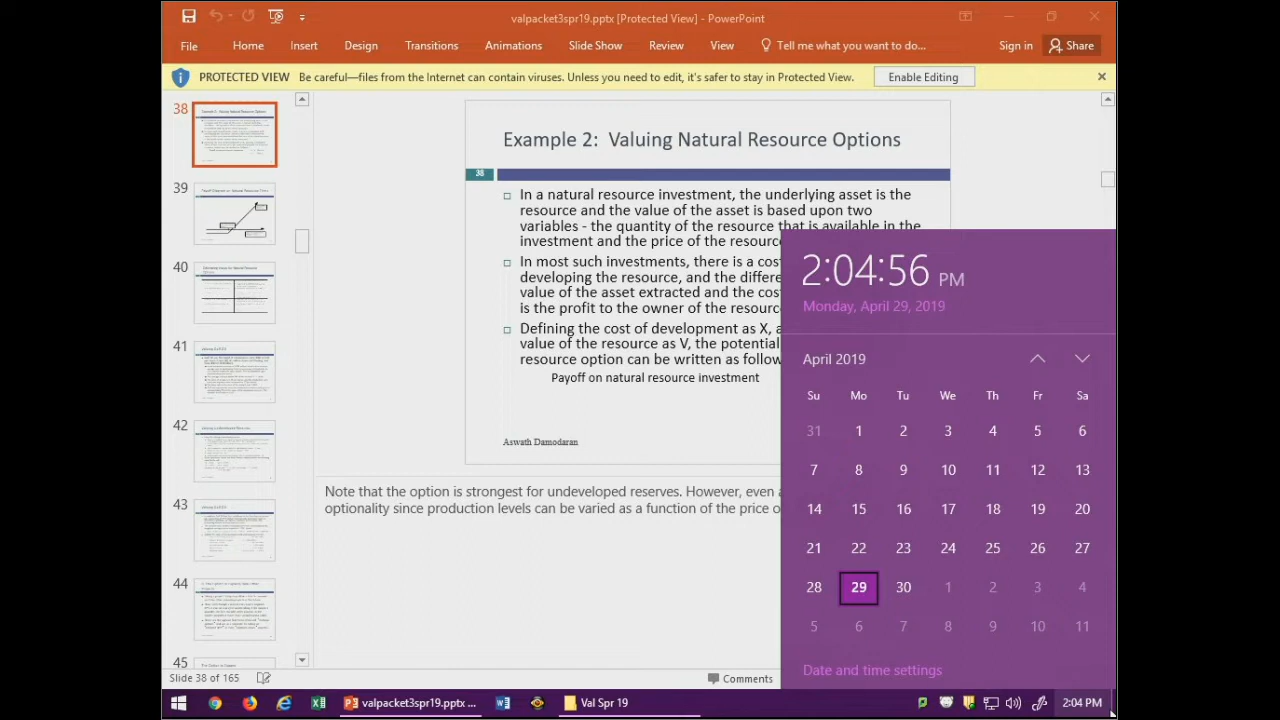 valpacket3spr19.pptx [Protected View] - PowerPoint
File Home Insert Design Transitions Animations Slide Show Review View Tell me what you want to do... Sign in Share
PROTECTED VIEW Be careful—files from the Internet can contain viruses. Unless you need to edit, it's safer to stay in Protected View. Enable Editing
38
39
40
41
42
43
44
45
Example 2: Valuing Natural Resource Options
38
In a natural resource investment, the underlying asset is the
resource and the value of the asset is based upon two
variables - the quantity of the resource that is available in the
investment and the price of the resource
In most such investments, there is a cost
developing the resource, and the differe
value of the asset extracted and the cos
is the profit to the owner of the resourc
Defining the cost of development as X, a
value of the resource as V, the potential
resource option can be written as follow
Payoff on natural resource investment
Aswath Damodaran
Note that the option is strongest for undeveloped reserves. However, even
optionality since production levels can be varied as a function of the price o
2:04:56 PM
Monday, April 29, 2019
April 2019
Su Mo Tu We Th Fr Sa
31 1 2 3 4 5 6
7 8 9 10 11 12 13
14 15 16 17 18 19 20
21 22 23 24 25 26 27
28 29 30 1 2 3 4
5 6 7 8 9 10 11
Date and time settings
Slide 38 of 165 Comments
valpacket3spr19.pptx ... Val Spr 19 2:04 PM